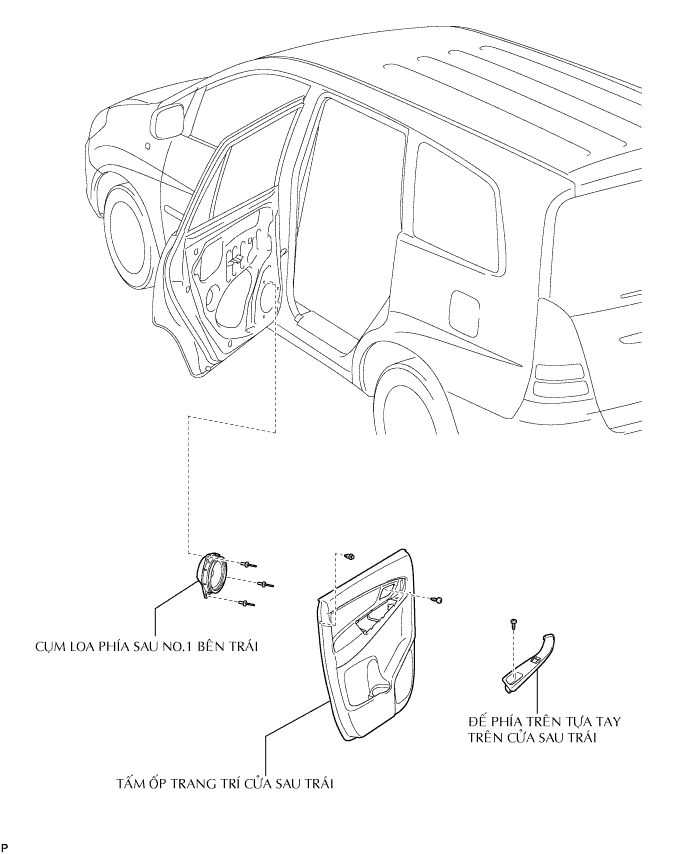 CỤM LOA PHÍA SAU NO.1 BÊN TRÁI
ĐẾ PHÍA TRÊN TỰA TAY
TRÊN CỬA SAU TRÁI
TẤM ỐP TRANG TRÍ CỬA SAU TRÁI
P